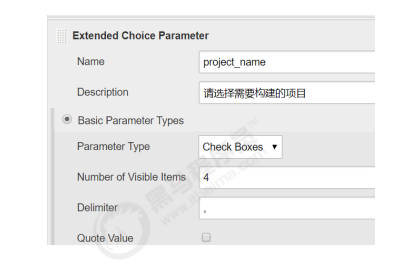 Extended Choice Parameter
Name project_name
Description 请选择需要构建的项目
Basic Parameter Types
Parameter Type Check Boxes
Number of Visible Items 4
Delimiter ,
Quote Value
黑马程序员
www.itheima.com